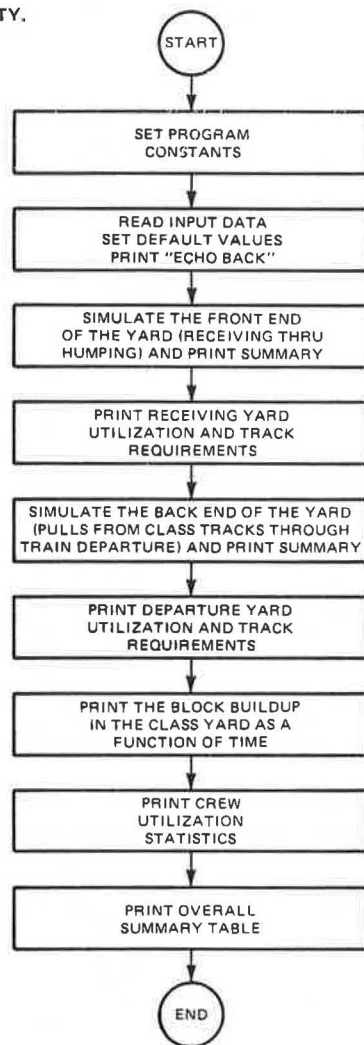 TY.
START
SET PROGRAM
CONSTANTS
READ INPUT DATA
SET DEFAULT VALUES
PRINT "ECHO BACK"
SIMULATE THE FRONT END
OF THE YARD (RECEIVING THRU
HUMPING) AND PRINT SUMMARY
PRINT RECEIVING YARD
UTILIZATION AND TRACK
REQUIREMENTS
SIMULATE THE BACK END OF THE YARD
(PULLS FROM CLASS TRACKS THROUGH
TRAIN DEPARTURE) AND PRINT SUMMARY
PRINT DEPARTURE YARD
UTILIZATION AND TRACK
REQUIREMENTS
PRINT THE BLOCK BUILDUP
IN THE CLASS YARD AS A
FUNCTION OF TIME
PRINT CREW
UTILIZATION
STATISTICS
PRINT OVERALL
SUMMARY TABLE
END